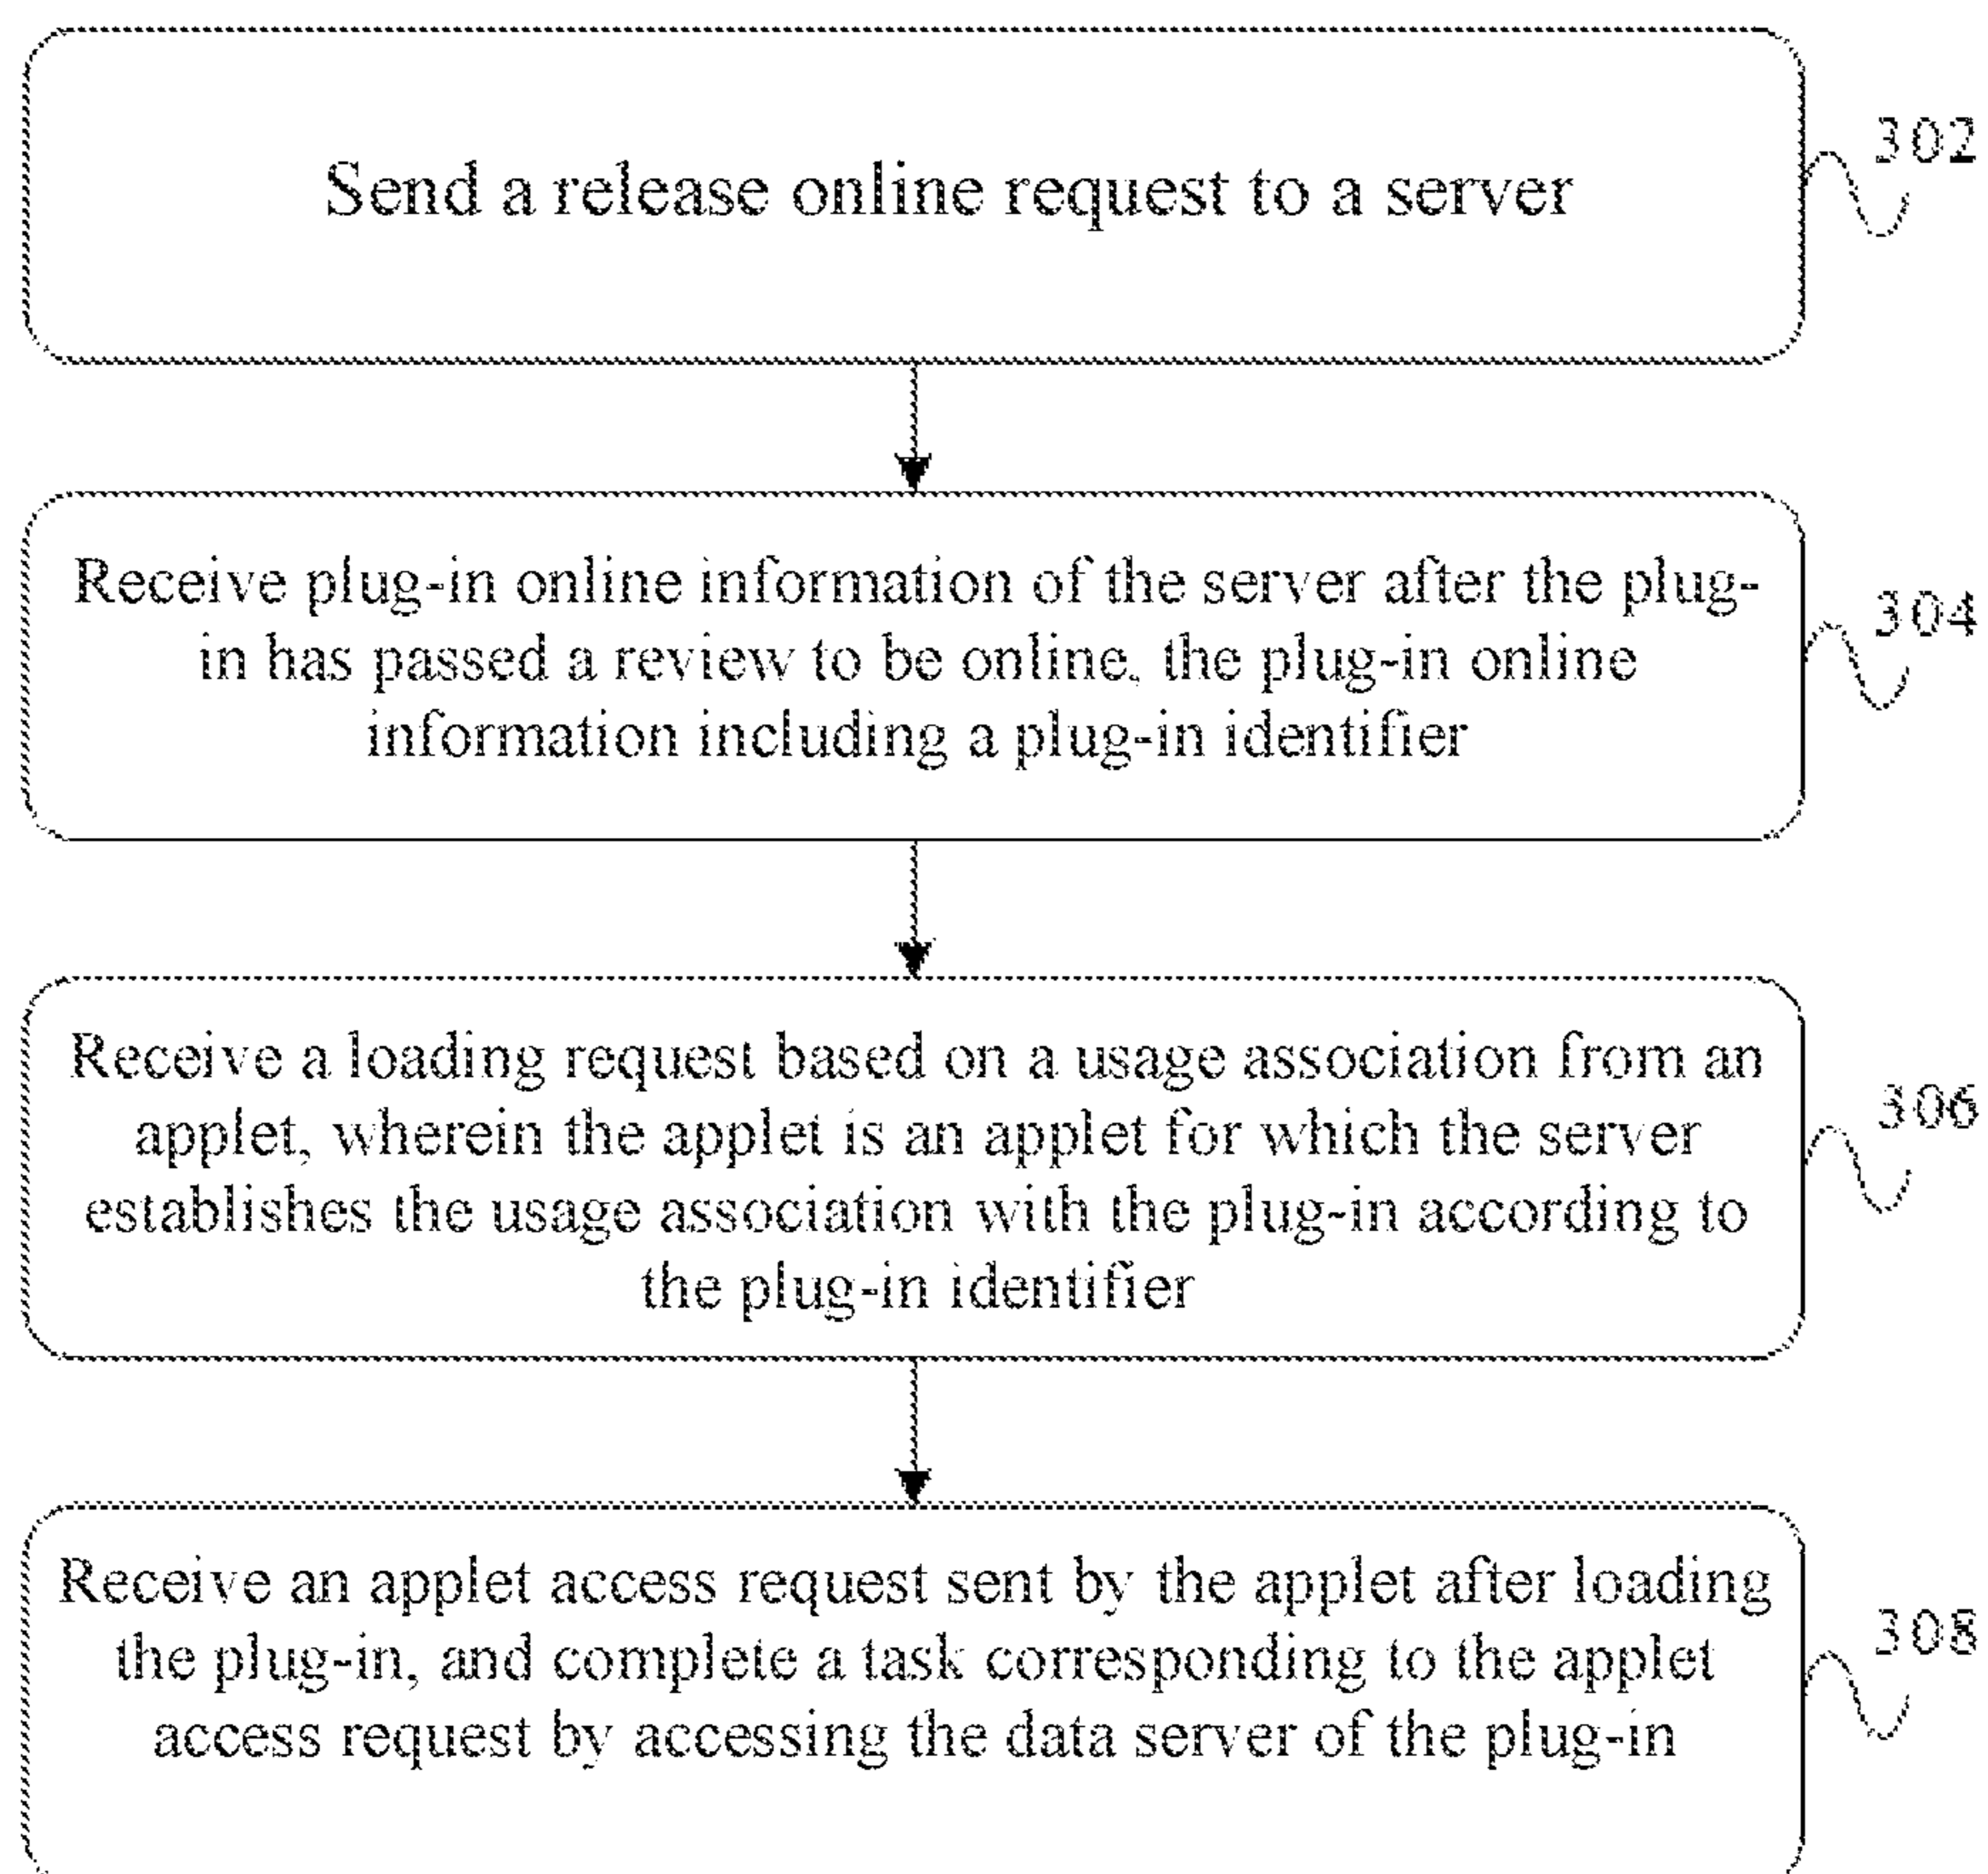 Send a release online request to a server
302
Receive plug-in online information of the server after the plug-
in has passed a review to be online, the plug-in online
information including a plug-in identifier
304
Receive a loading request based on a usage association from an
applet, wherein the applet is an applet for which the server
establishes the usage association with the plug-in according to
the plug-in identifier
306
Receive an applet access request sent by the applet after loading
the plug-in, and complete a task corresponding to the applet
access request by accessing the data server of the plug-in
308